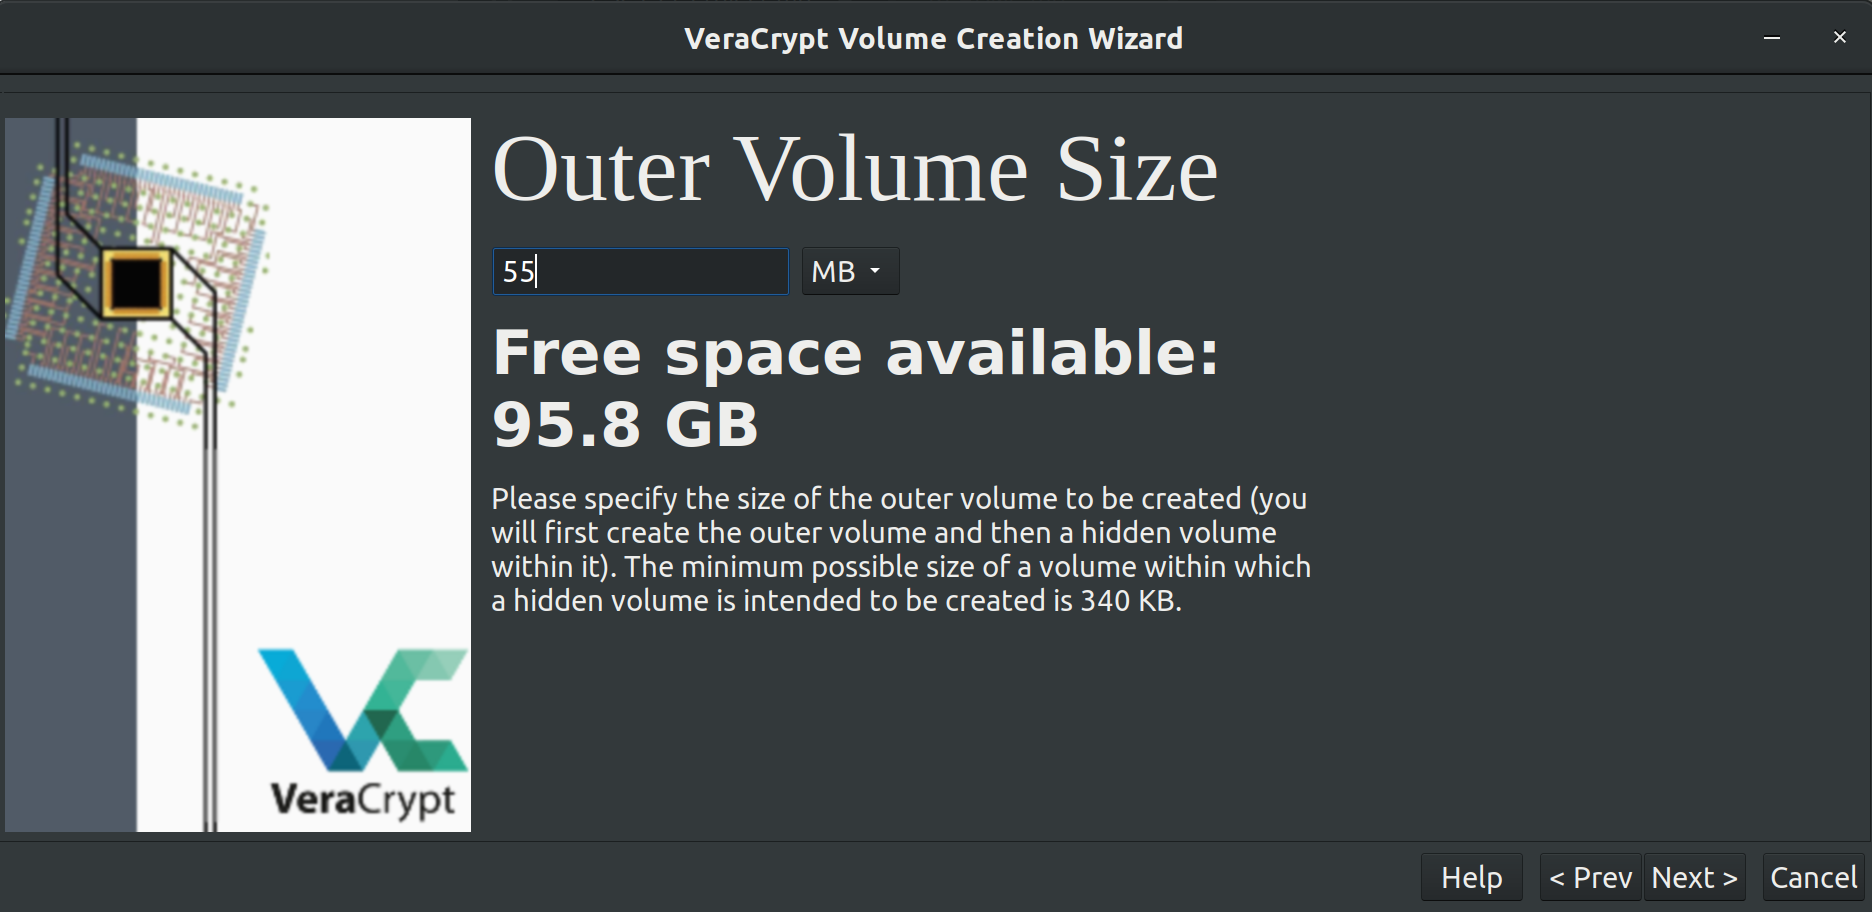 VeraCrypt Volume Creation Wizard
Outer Volume Size
55
MB
Free space available:
95.8 GB
Please specify the size of the outer volume to be created (you
will first create the outer volume and then a hidden volume
within it). The minimum possible size of a volume within which
a hidden volume is intended to be created is 340 KB.
VeraCrypt
Help
< Prev
Next >
Cancel